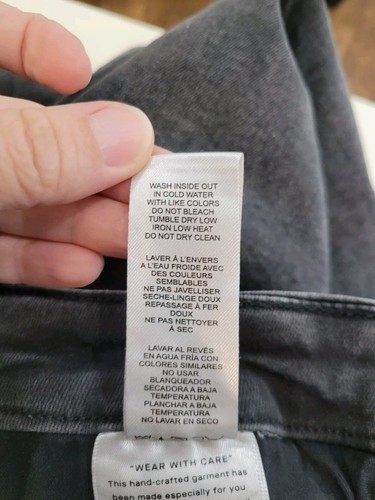 WASH INSIDE OUT
IN COLD WATER
WITH LIKE COLORS
DO NOT BLEACH
TUMBLE DRY LOW
IRON LOW HEAT
DO NOT DRY CLEAN
LAVER À L'ENVERS
A L'EAU FROIDE AVEC
DES COULEURS
SEMBLABLES
NE PAS JAVELLISER
SECHE-LINGE DOUX
REPASSAGE À FER
DOUX
NE PAS NETTOYER
À SEC
LAVAR AL REVÉS
EN AGUA FRÍA CON
COLORES SIMILARES
NO USAR
BLANQUEADOR
SECADORA A BAJA
TEMPERATURA
PLANCHAR A BAJA
TEMPERATURA
NO LAVAR EN SECO
"WEAR WITH CARE"
This hand-crafted garment has
been made especially for you